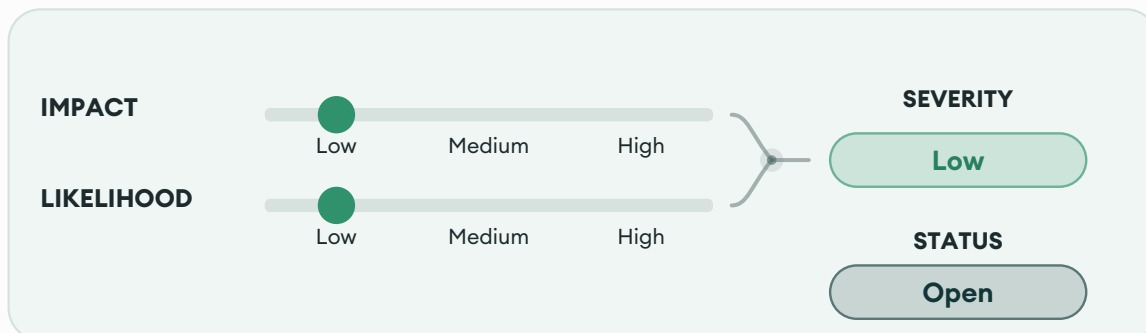 IMPACT
Low Medium High
LIKELIHOOD
Low Medium High
SEVERITY
Low
STATUS
Open